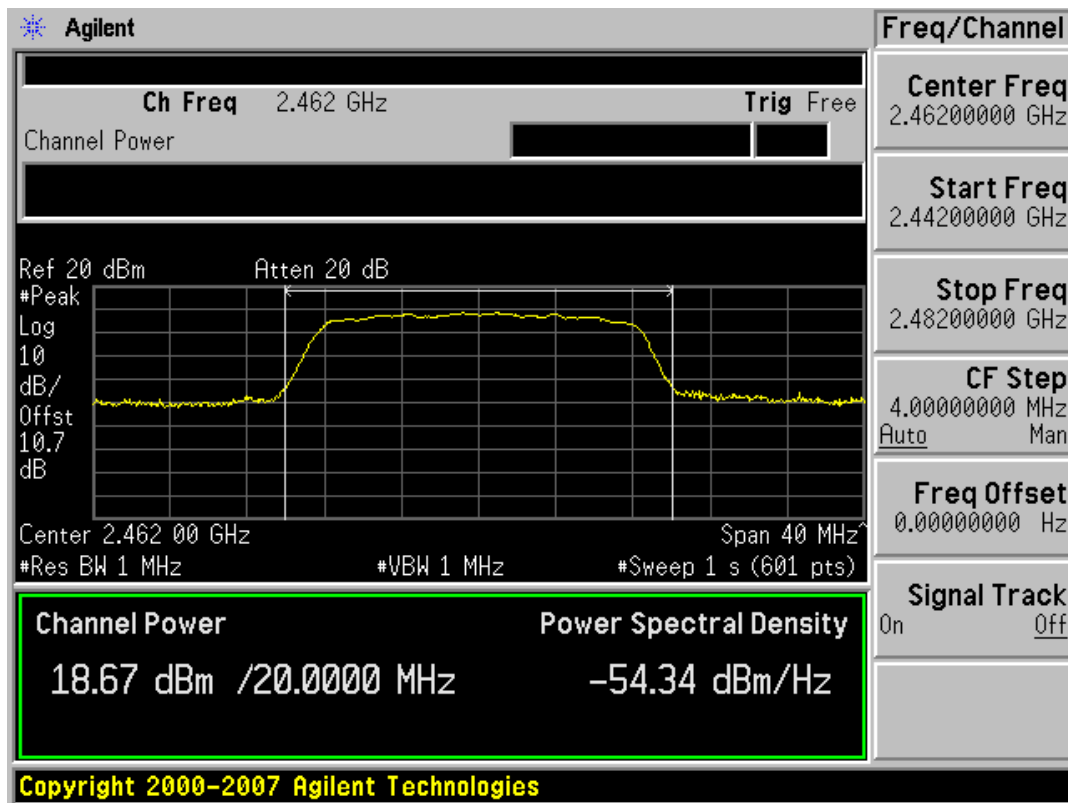 Agilent
Freq/Channel
Ch Freq 2.462 GHz Trig Free
Channel Power
Center Freq
2.46200000 GHz
Start Freq
2.44200000 GHz
Stop Freq
2.48200000 GHz
CF Step
4.00000000 MHz
Auto Man
Freq Offset
0.00000000 Hz
Signal Track
On Off
Ref 20 dBm Atten 20 dB
#Peak
Log
10
dB/
Offst
10.7
dB
Center 2.462 00 GHz Span 40 MHz^
#Res BW 1 MHz #VBW 1 MHz #Sweep 1 s (601 pts)
Channel Power Power Spectral Density
18.67 dBm /20.0000 MHz -54.34 dBm/Hz
Copyright 2000-2007 Agilent Technologies